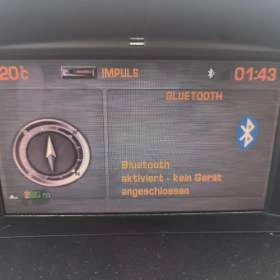 20°c IMPULS 01:43
BLUETOOTH
Bluetooth
aktiviert - kein Gerät
angeschlossen